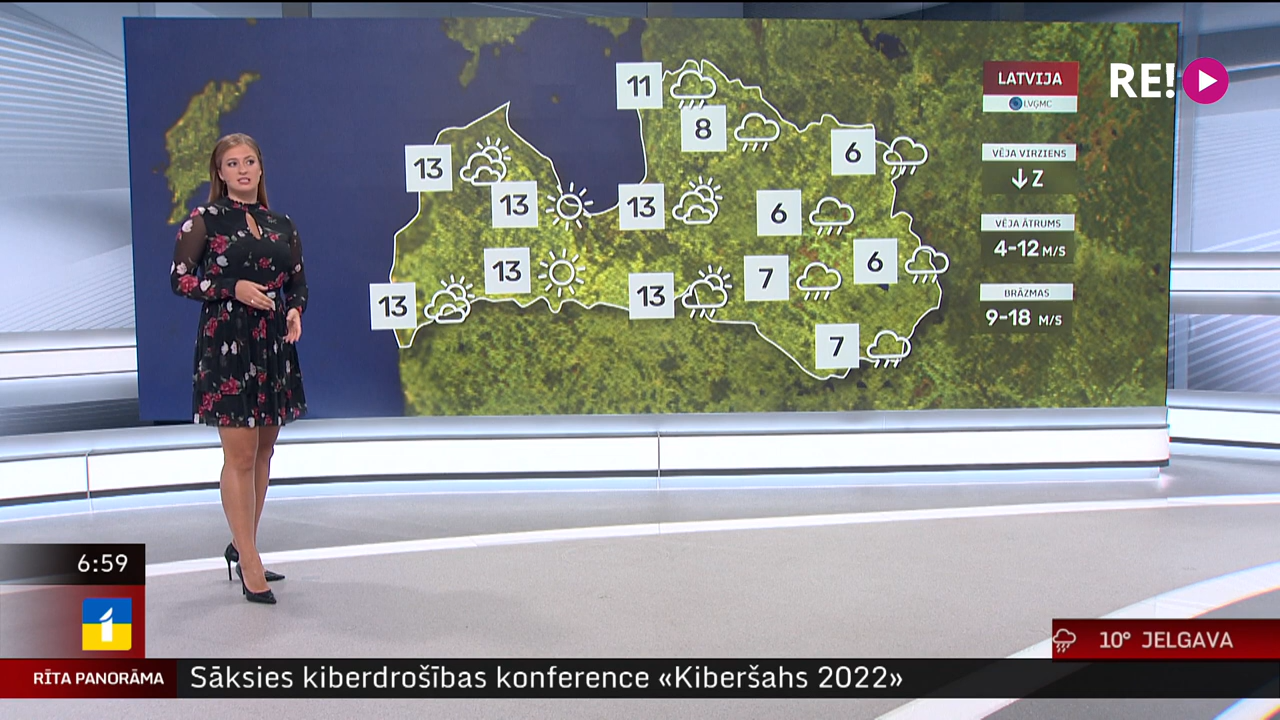 RE!
LATVIJA
LVĢMC
VĒJA VIRZIENS
Z
VĒJA ĀTRUMS
4-12 M/S
BRĀZMAS
9-18 M/S
11
8
6
13
13
13
6
13
13
7
6
13
7
6:59
1
10° JELGAVA
RĪTA PANORĀMA
Sāksies kiberdrošības konference «Kiberšahs 2022»